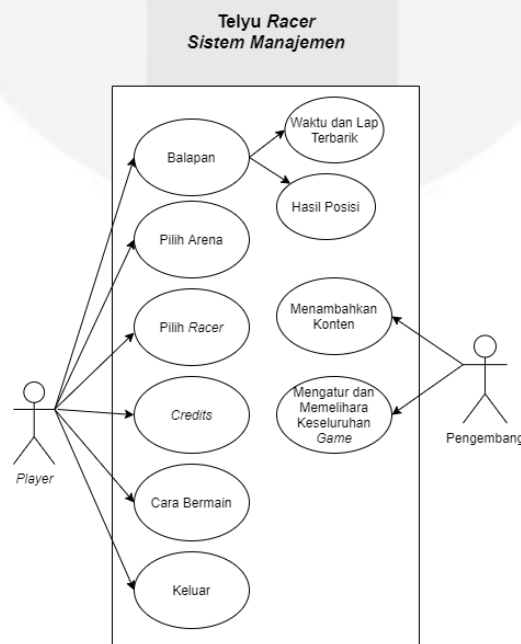 Telyu Racer
Sistem Manajemen
Balapan
Waktu dan Lap
Terbarik
Hasil Posisi
Pilih Arena
Pilih Racer
Menambahkan
Konten
Credits
Mengatur dan
Memelihara
Keseluruhan
Game
Pengembang
Player
Cara Bermain
Keluar